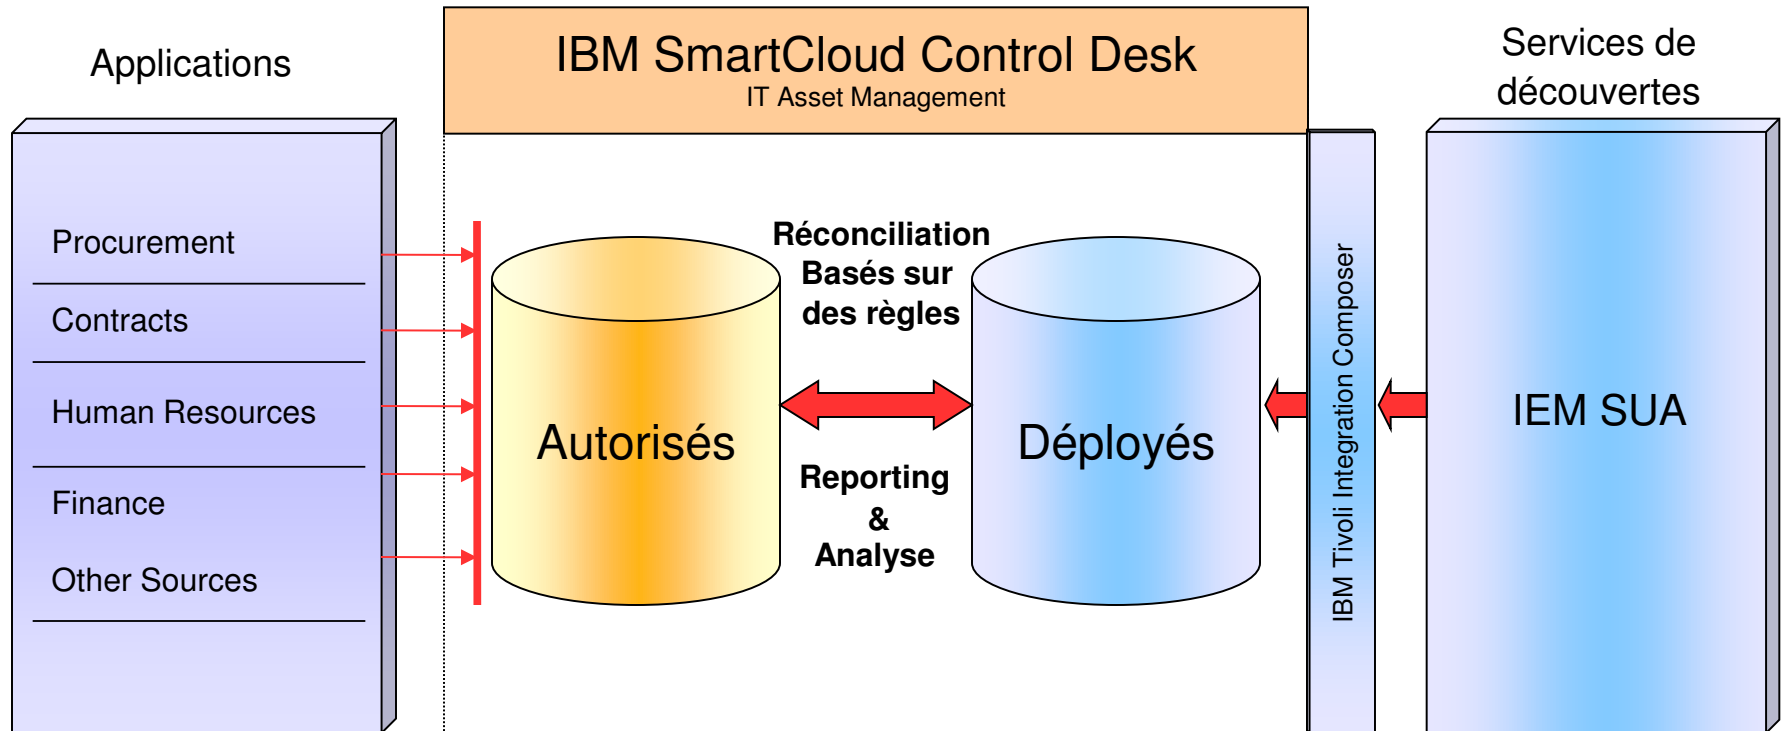 Applications
Procurement
Contracts
Human Resources
Finance
Other Sources
IBM SmartCloud Control Desk
IT Asset Management
Autorisés
Réconciliation
Basés sur
des règles
Reporting
&
Analyse
Déployés
IBM Tivoli Integration Composer
Services de
découvertes
IEM SUA